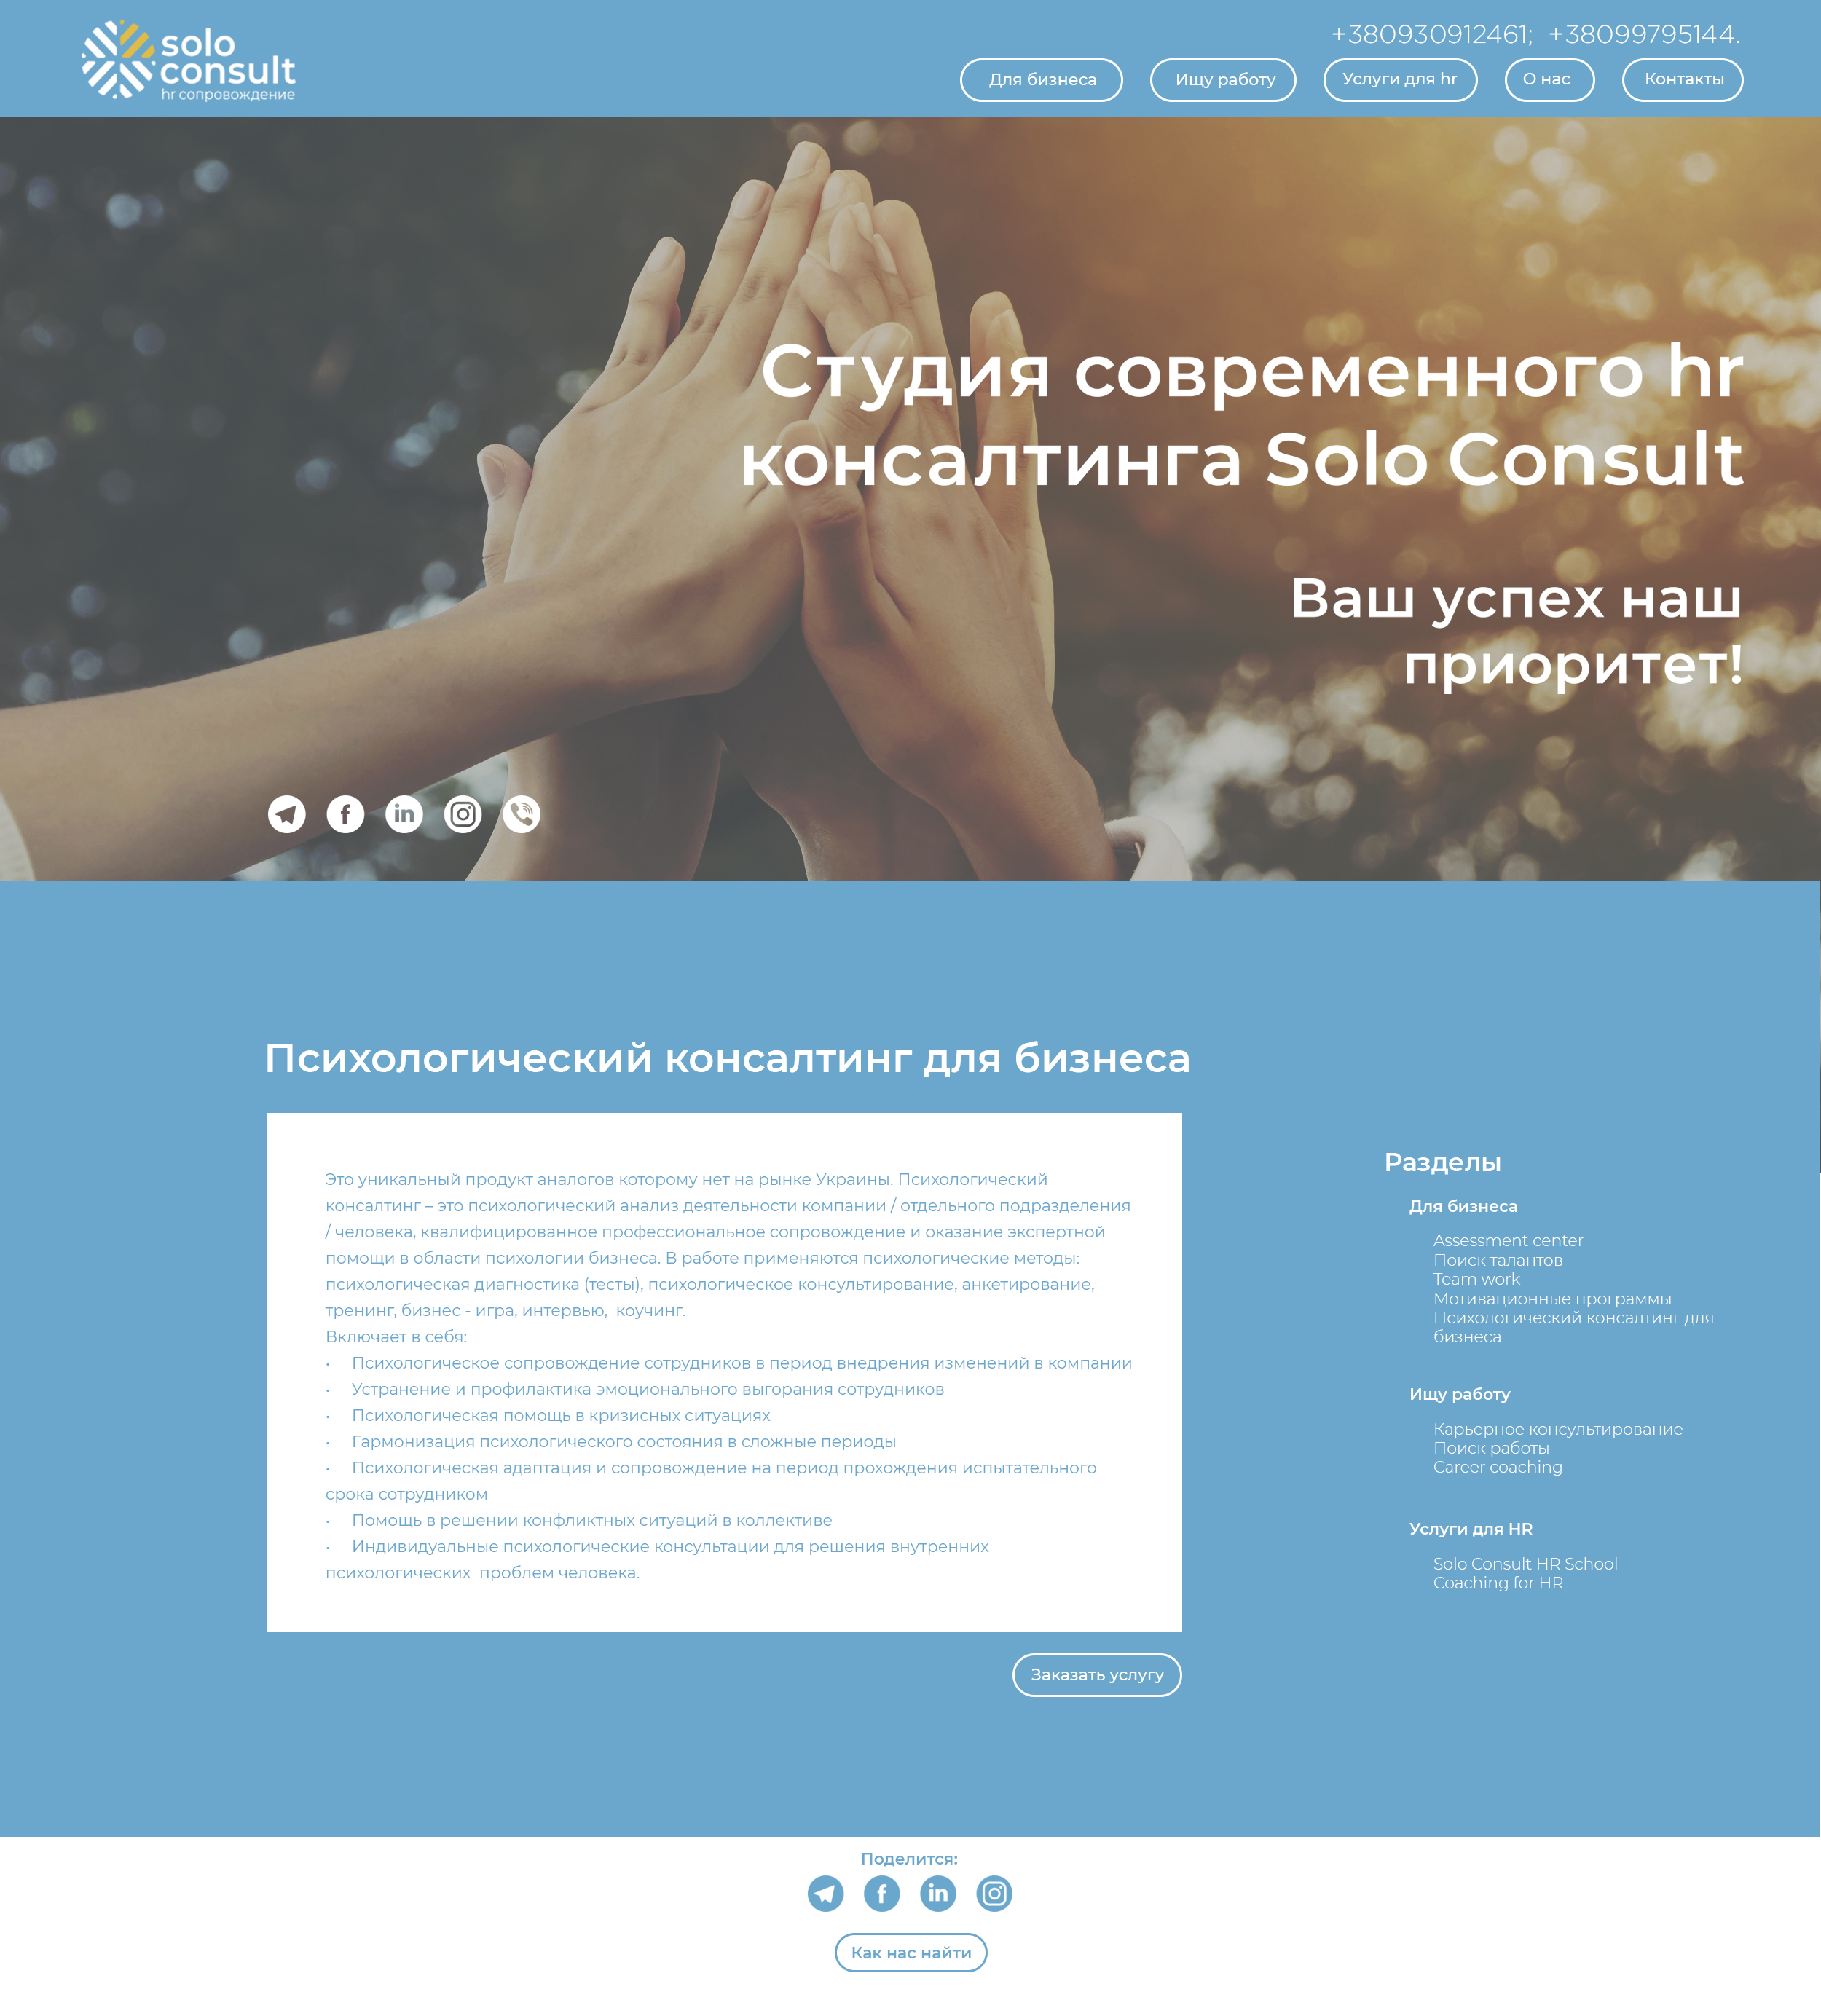 solo
consult
hr сопровождение
+380930912461;  +38099795144.
Для бизнеса
Ищу работу
Услуги для hr
О нас
Контакты
Студия современного hr
консалтинга Solo Consult
Ваш успех наш
приоритет!
Психологический консалтинг для бизнеса
Это уникальный продукт аналогов которому нет на рынке Украины. Психологический
консалтинг – это психологический анализ деятельности компании / отдельного подразделения
/ человека, квалифицированное профессиональное сопровождение и оказание экспертной
помощи в области психологии бизнеса. В работе применяются психологические методы:
психологическая диагностика (тесты), психологическое консультирование, анкетирование,
тренинг, бизнес - игра, интервью,  коучинг.
Включает в себя:
• Психологическое сопровождение сотрудников в период внедрения изменений в компании
• Устранение и профилактика эмоционального выгорания сотрудников
• Психологическая помощь в кризисных ситуациях
• Гармонизация психологического состояния в сложные периоды
• Психологическая адаптация и сопровождение на период прохождения испытательного
срока сотрудником
• Помощь в решении конфликтных ситуаций в коллективе
• Индивидуальные психологические консультации для решения внутренних
психологических  проблем человека.
Заказать услугу
Разделы
Для бизнеса
Assessment center
Поиск талантов
Team work
Мотивационные программы
Психологический консалтинг для
бизнеса
Ищу работу
Карьерное консультирование
Поиск работы
Career coaching
Услуги для HR
Solo Consult HR School
Coaching for HR
Поделится:
Как нас найти